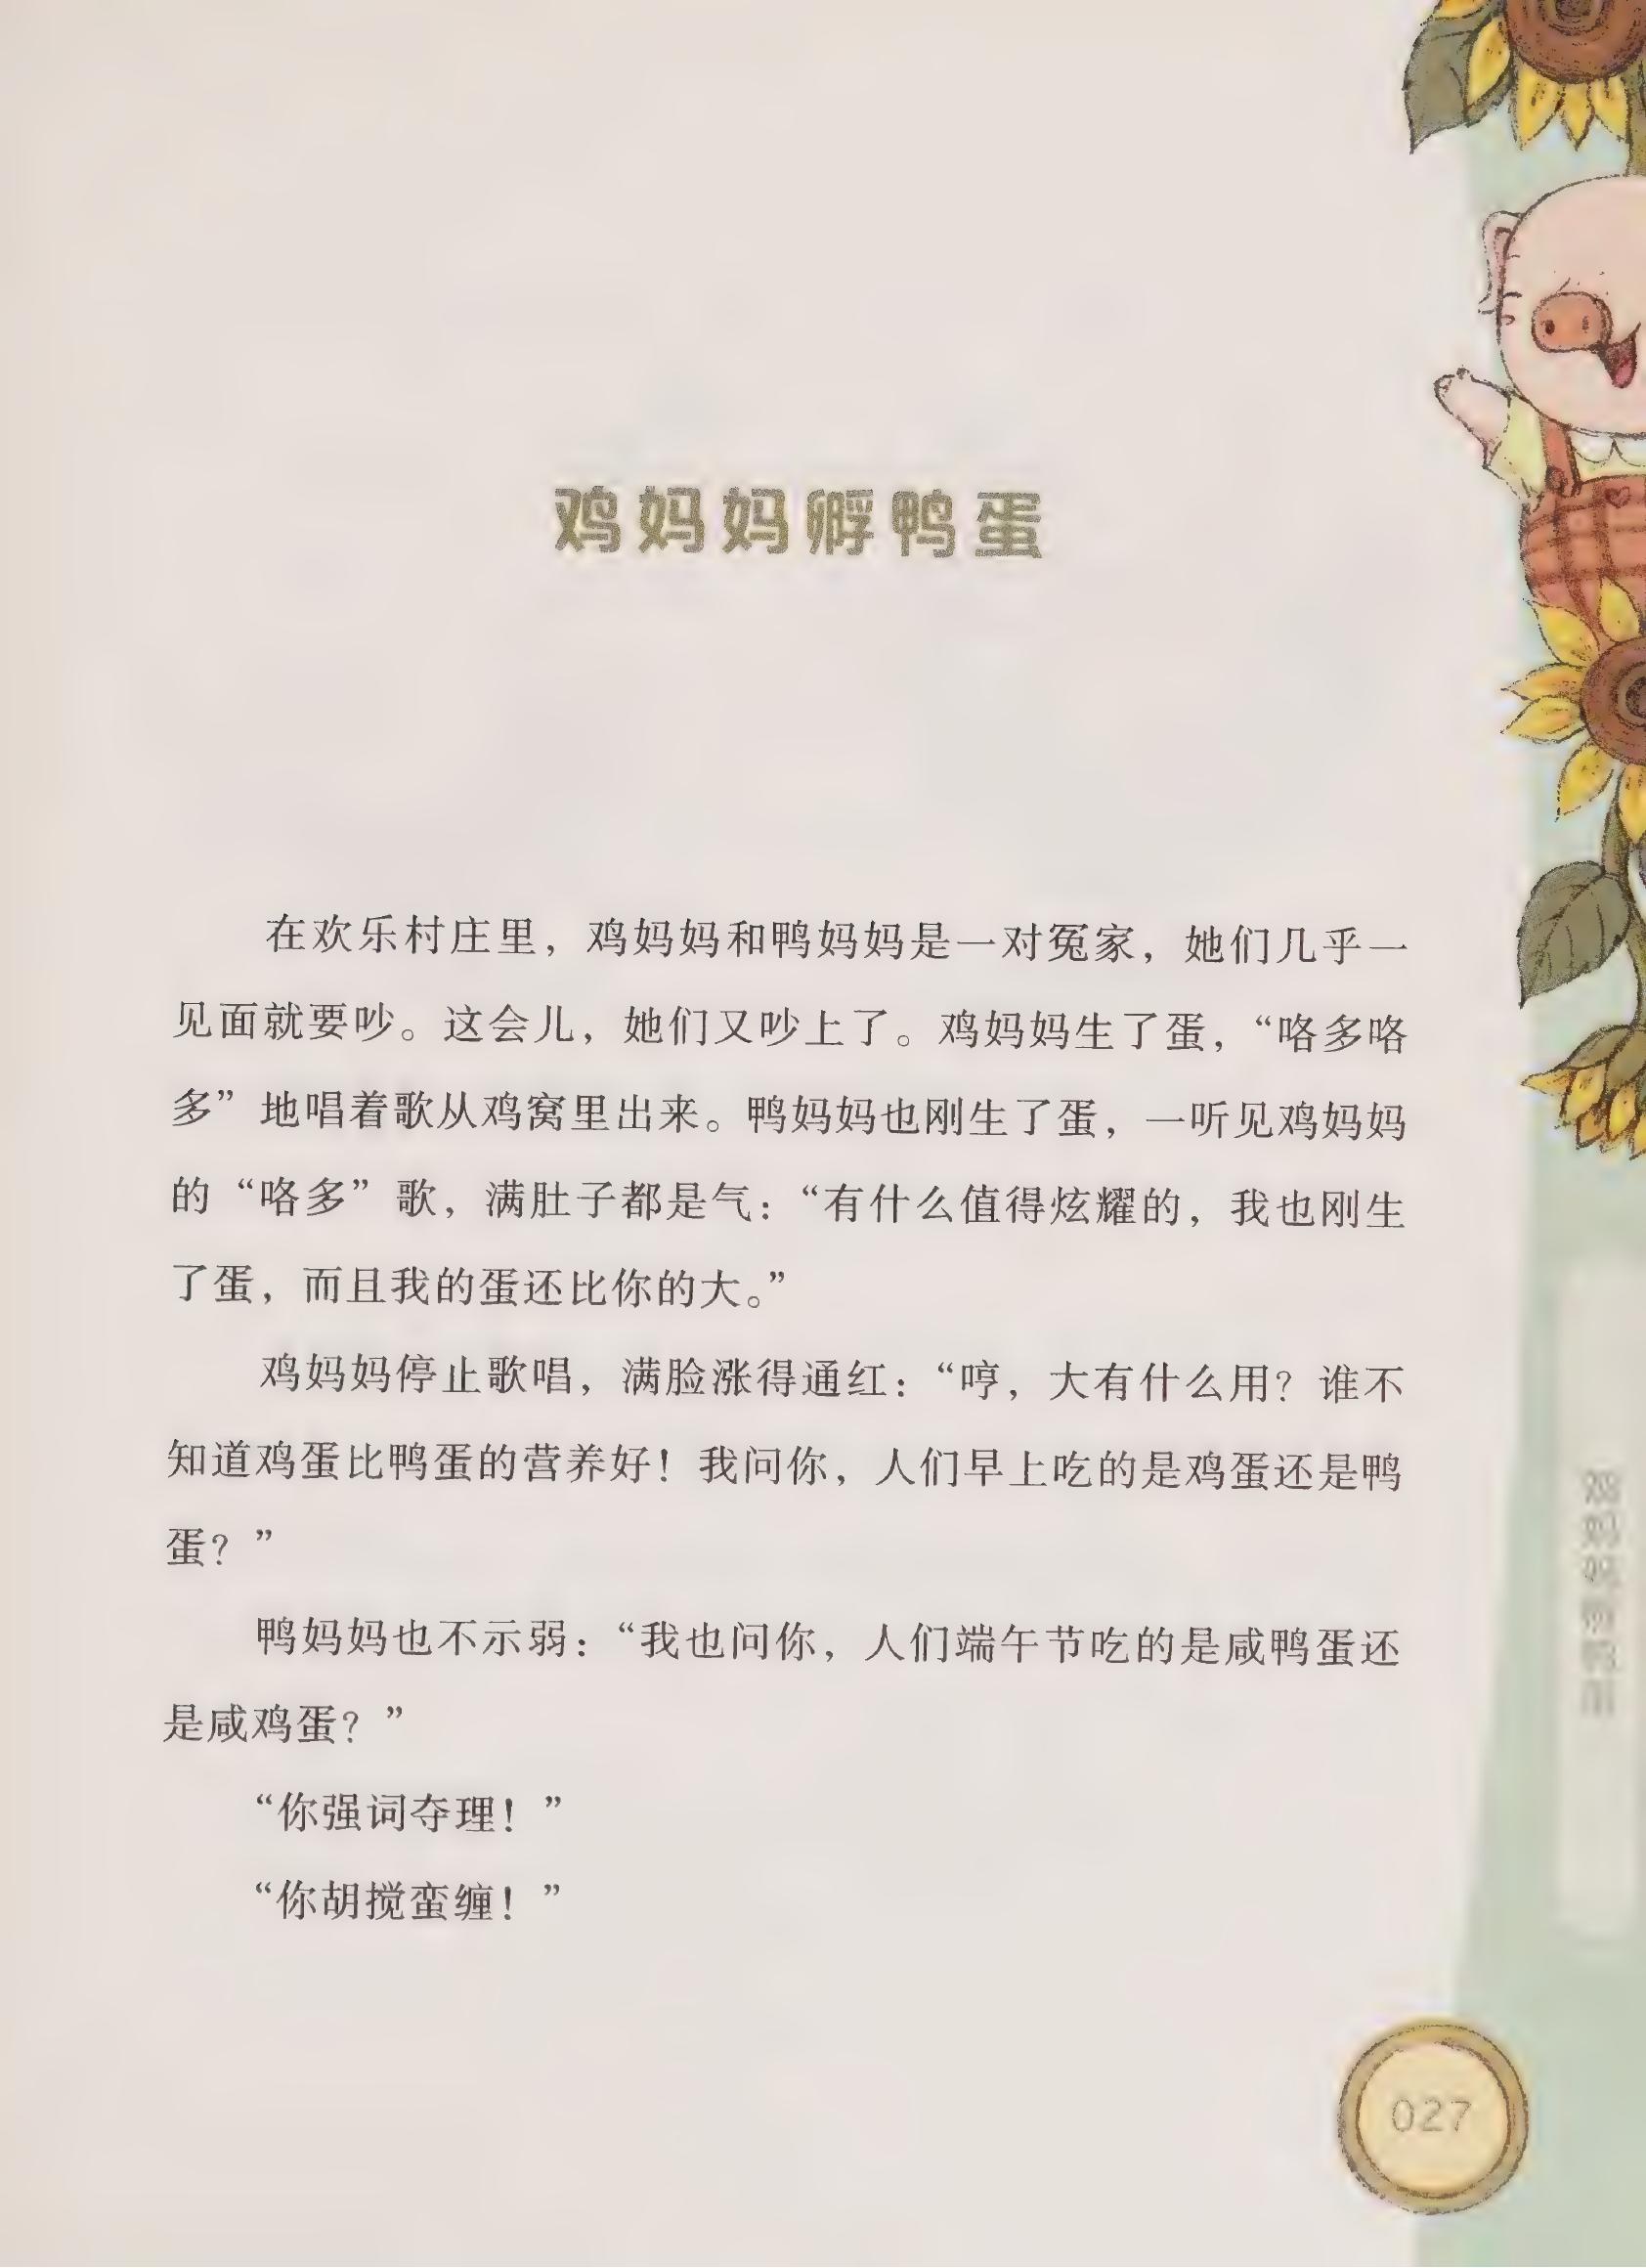 鸡妈妈孵鸭蛋
在欢乐村庄里，鸡妈妈和鸭妈妈是一对冤家，她们几乎一
见面就要吵。这会儿，她们又吵上了。鸡妈妈生了蛋，“咯多咯
多”地唱着歌从鸡窝里出来。鸭妈妈也刚生了蛋，一听见鸡妈妈
的“咯多”歌，满肚子都是气：“有什么值得炫耀的，我也刚生
了蛋，而且我的蛋还比你的大。”
鸡妈妈停止歌唱，满脸涨得通红：“哼，大有什么用？谁不
知道鸡蛋比鸭蛋的营养好！我问你，人们早上吃的是鸡蛋还是鸭
蛋？”
鸭妈妈也不示弱：“我也问你，人们端午节吃的是咸鸭蛋还
是咸鸡蛋？”
“你强词夺理！”
“你胡搅蛮缠！”
鸡妈妈孵鸭蛋
027